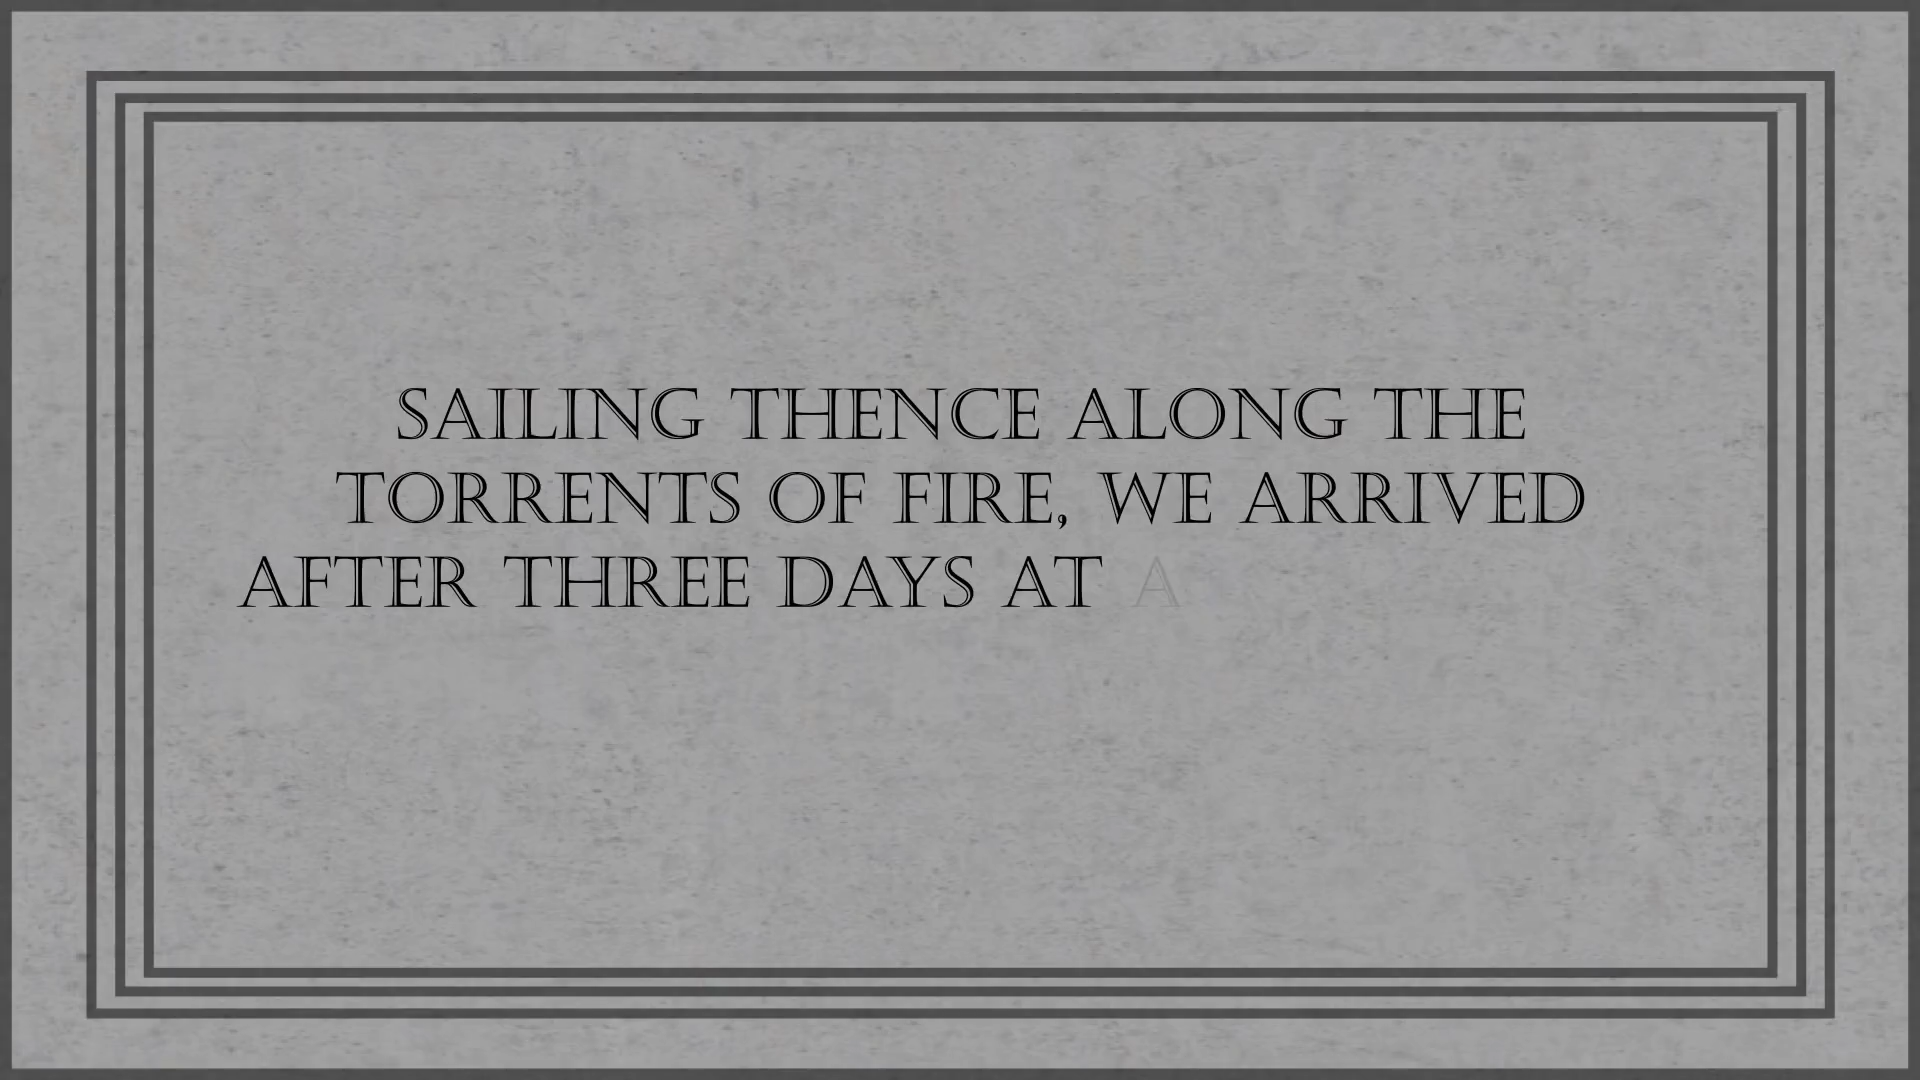 SAILING THENCE ALONG THE
TORRENTS OF FIRE, WE ARRIVED
AFTER THREE DAYS AT A